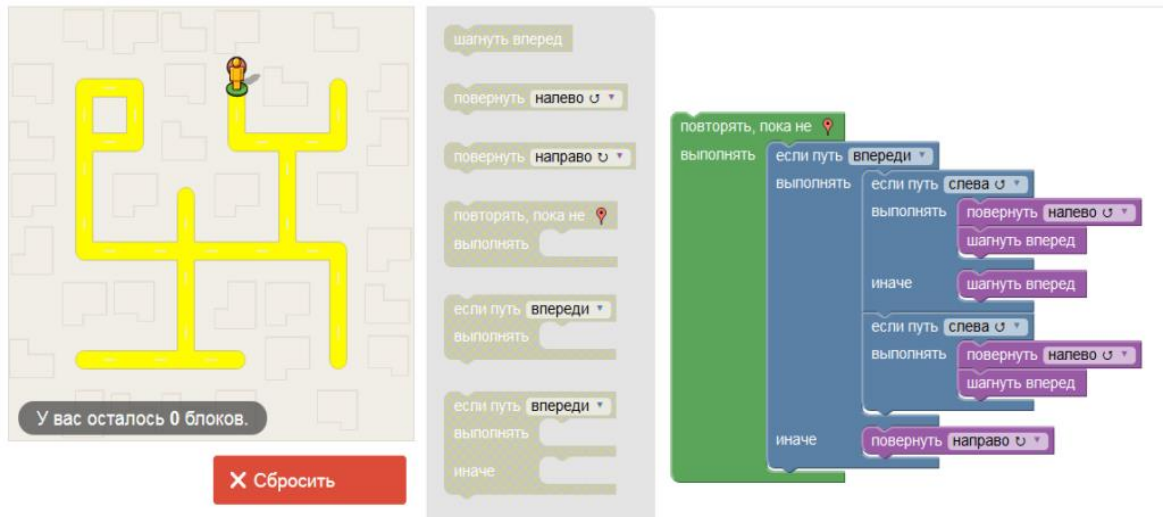 У вас осталось 0 блоков.
Сбросить
шагнуть вперед
повернуть налево ↺ ▼
повернуть направо ↻ ▼
повторять, пока не
выполнять
если путь впереди ▼
выполнять
если путь впереди ▼
выполнять
иначе
повторять, пока не
выполнять если путь впереди ▼
выполнять если путь слева ↺ ▼
выполнять повернуть налево ↺ ▼
шагнуть вперед
иначе шагнуть вперед
если путь слева ↺ ▼
выполнять повернуть налево ↺ ▼
шагнуть вперед
иначе повернуть направо ↻ ▼